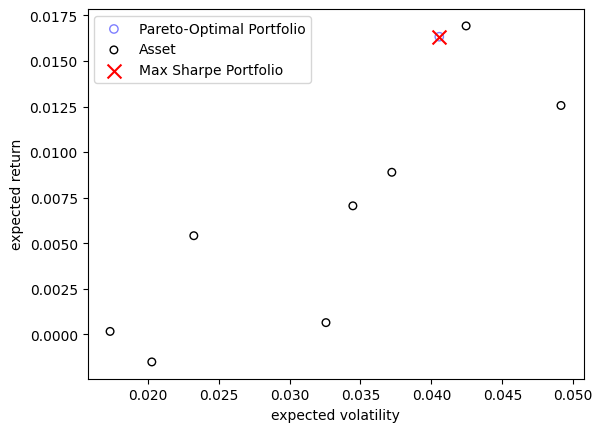 Pareto-Optimal Portfolio
Asset
Max Sharpe Portfolio
0.0175
0.0150
0.0125
0.0100
0.0075
0.0050
0.0025
0.0000
expected return
0.020 0.025 0.030 0.035 0.040 0.045 0.050
expected volatility